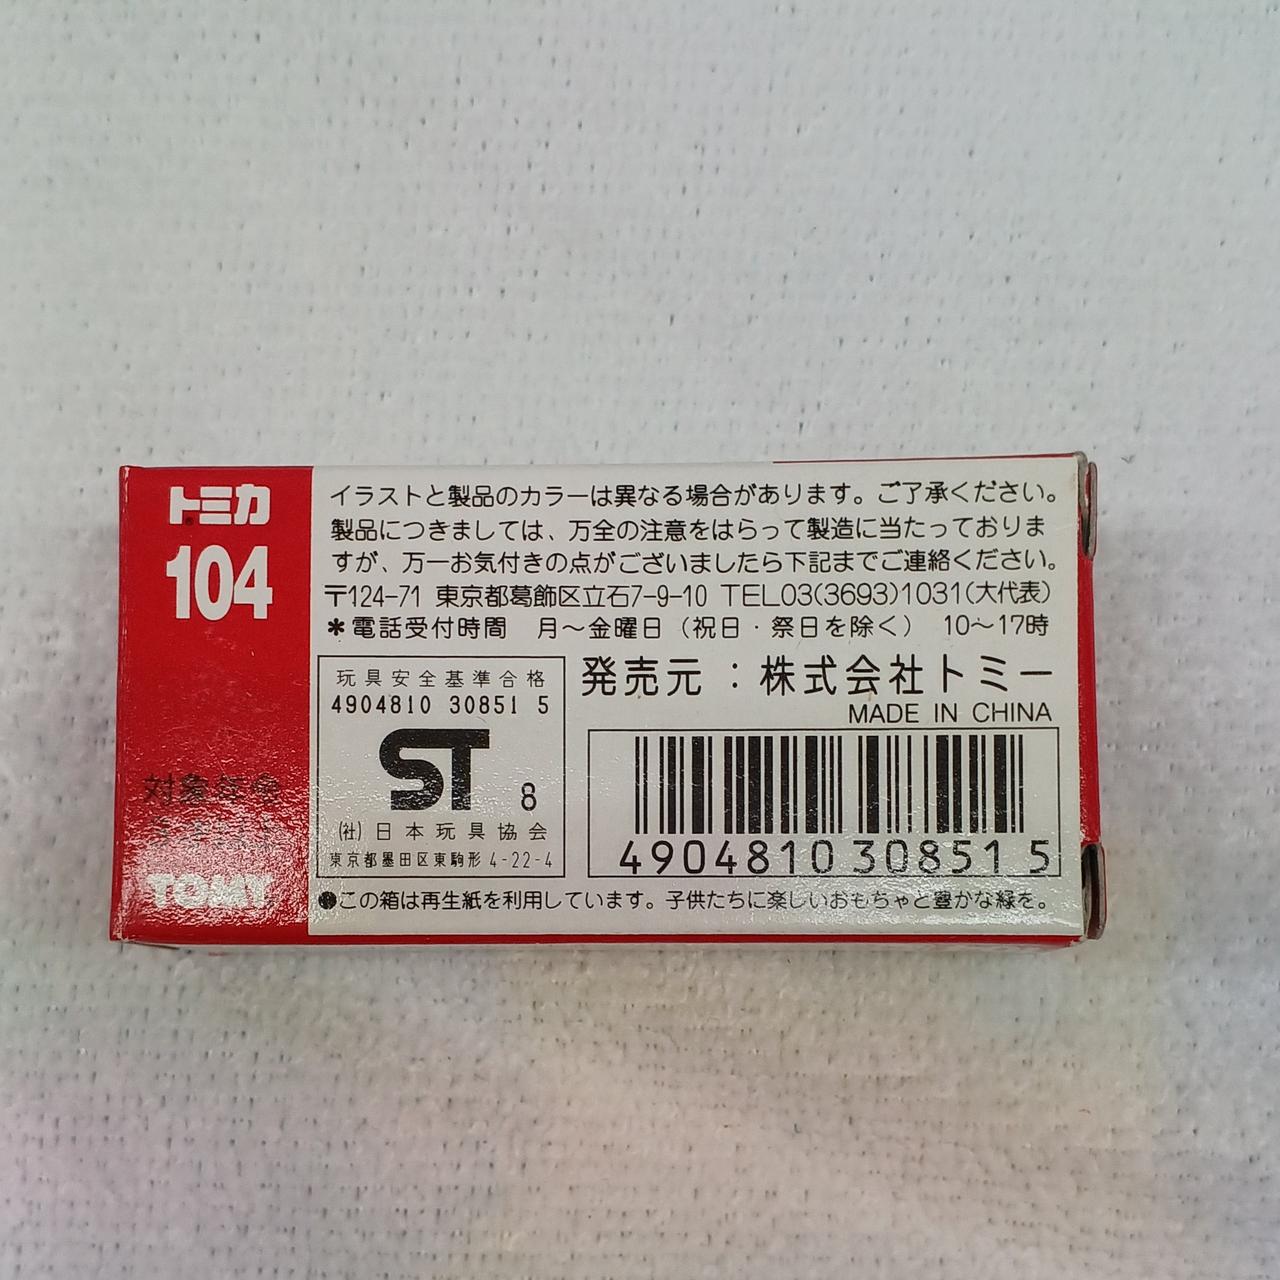 トミカ
104
対象年令
TOMY
イラストと製品のカラーは異なる場合があります。ご了承ください。
製品につきましては、万全の注意をはらって製造に当たっておりま
すが、万一お気付きの点がございましたら下記までご連絡ください。
〒124-71 東京都葛飾区立石7-9-10 TEL03(3693)1031(大代表)
＊電話受付時間 月〜金曜日（祝日・祭日を除く） 10〜17時
玩具安全基準合格
4904810 30851 5
ST 8
(社)日本玩具協会
東京都墨田区東駒形 4-22-4
発売元：株式会社トミー
MADE IN CHINA
4904810308515
●この箱は再生紙を利用しています。子供たちに楽しいおもちゃと豊かな緑を。